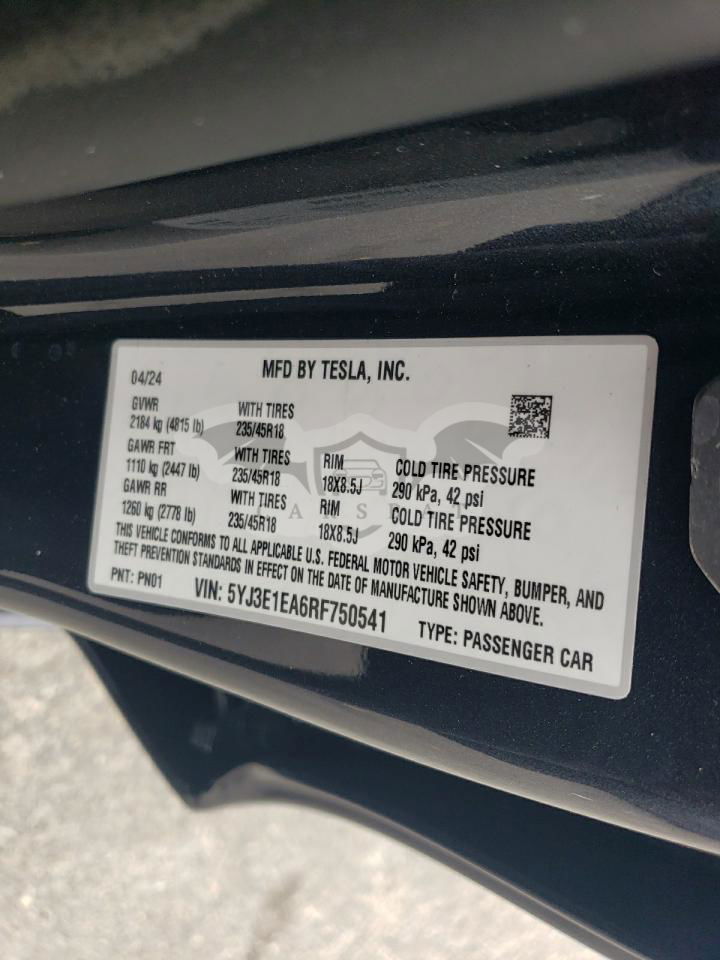 04/24 MFD BY TESLA, INC.
GVWR WITH TIRES
2184 kg (4815 lb) 235/45R18
GAWR FRT WITH TIRES RIM COLD TIRE PRESSURE
1110 kg (2447 lb) 235/45R18 18X8.5J 290 kPa, 42 psi
GAWR RR WITH TIRES RIM COLD TIRE PRESSURE
1260 kg (2778 lb) 235/45R18 18X8.5J 290 kPa, 42 psi
THIS VEHICLE CONFORMS TO ALL APPLICABLE U.S. FEDERAL MOTOR VEHICLE SAFETY, BUMPER, AND
THEFT PREVENTION STANDARDS IN EFFECT ON THE DATE OF MANUFACTURE SHOWN ABOVE.
PNT: PN01 VIN: 5YJ3E1EA6RF750541 TYPE: PASSENGER CAR